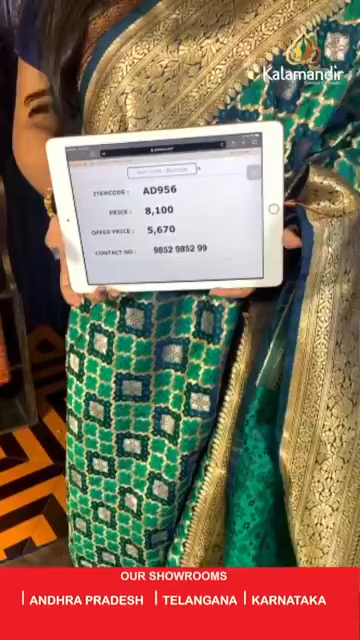 Kalamandir
ITEMCODE : AD956
PRICE : 8,100
OFFER PRICE : 5,670
CONTACT NO : 9852 9852 99
OUR SHOWROOMS
| ANDHRA PRADESH | TELANGANA | KARNATAKA